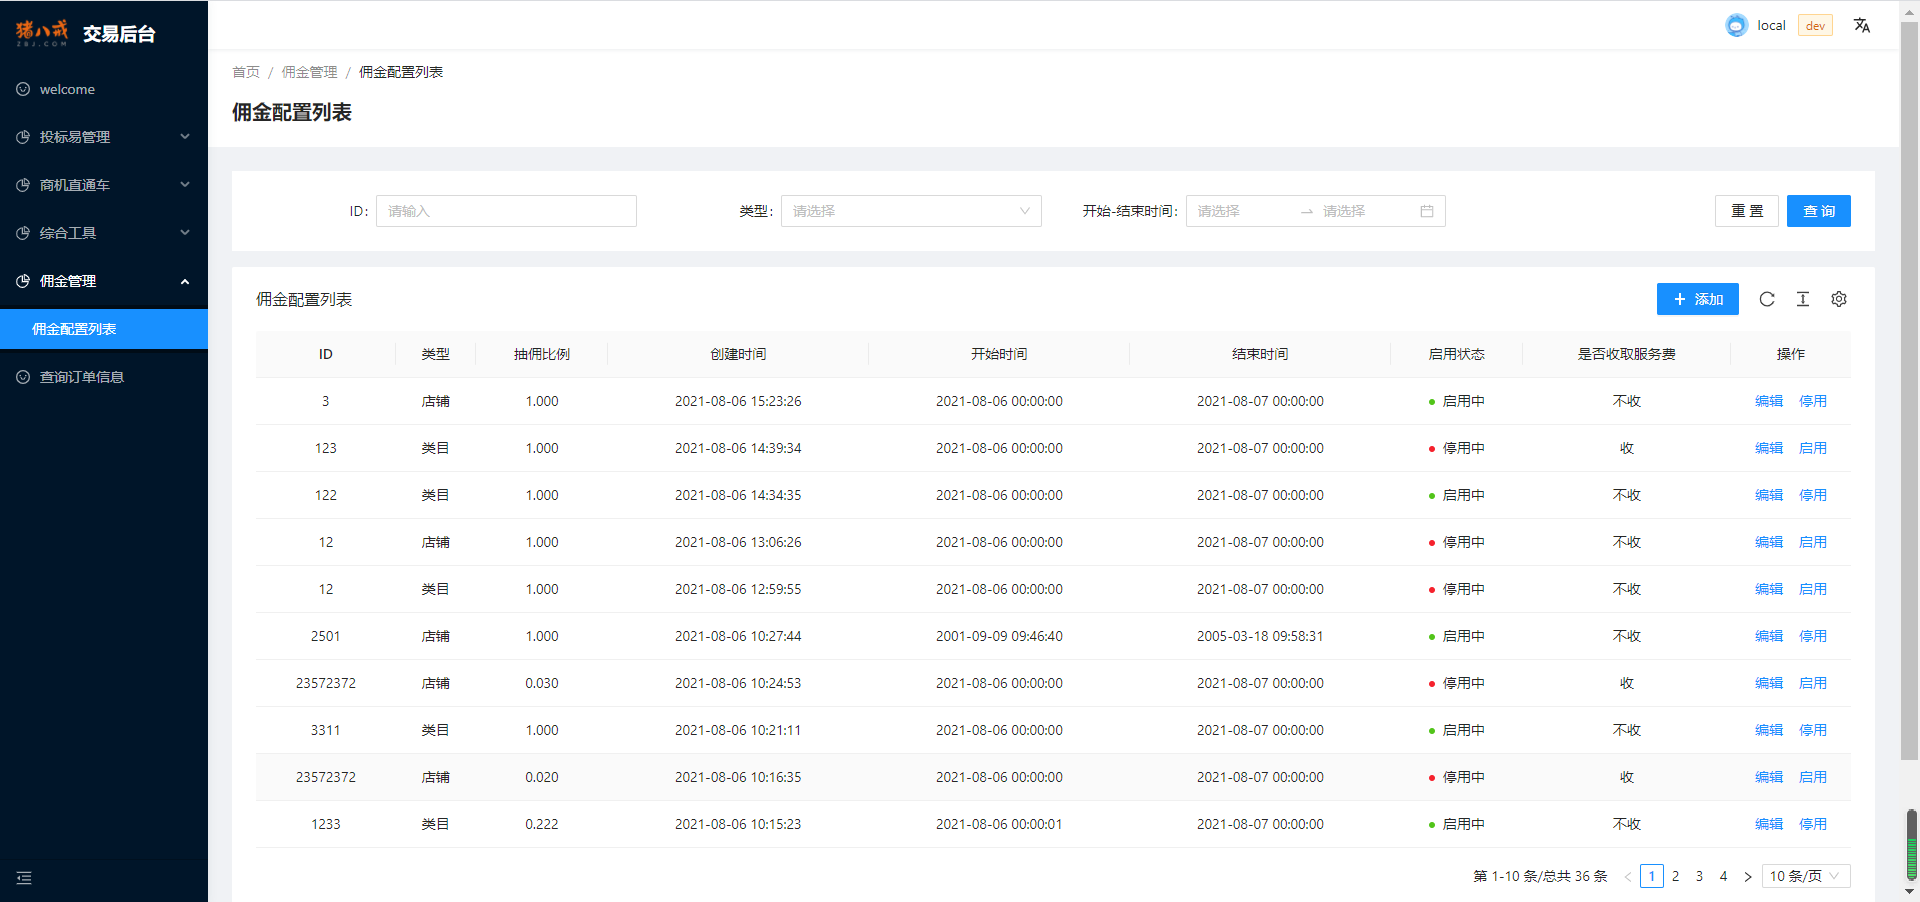 猪八戒
ZBJ.COM
交易后台
welcome
投标易管理
商机直通车
综合工具
佣金管理
佣金配置列表
查询订单信息
local dev
首页 / 佣金管理 / 佣金配置列表
佣金配置列表
ID: 请输入 类型: 请选择 开始-结束时间: 请选择 → 请选择 重 置 查 询
佣金配置列表 + 添加
ID 类型 抽佣比例 创建时间 开始时间 结束时间 启用状态 是否收取服务费 操作
3 店铺 1.000 2021-08-06 15:23:26 2021-08-06 00:00:00 2021-08-07 00:00:00 启用中 不收 编辑 停用
123 类目 1.000 2021-08-06 14:39:34 2021-08-06 00:00:00 2021-08-07 00:00:00 停用中 收 编辑 启用
122 类目 1.000 2021-08-06 14:34:35 2021-08-06 00:00:00 2021-08-07 00:00:00 启用中 不收 编辑 停用
12 店铺 1.000 2021-08-06 13:06:26 2021-08-06 00:00:00 2021-08-07 00:00:00 停用中 不收 编辑 启用
12 类目 1.000 2021-08-06 12:59:55 2021-08-06 00:00:00 2021-08-07 00:00:00 停用中 不收 编辑 启用
2501 店铺 1.000 2021-08-06 10:27:44 2001-09-09 09:46:40 2005-03-18 09:58:31 启用中 不收 编辑 停用
23572372 店铺 0.030 2021-08-06 10:24:53 2021-08-06 00:00:00 2021-08-07 00:00:00 停用中 收 编辑 启用
3311 类目 1.000 2021-08-06 10:21:11 2021-08-06 00:00:00 2021-08-07 00:00:00 启用中 不收 编辑 停用
23572372 店铺 0.020 2021-08-06 10:16:35 2021-08-06 00:00:00 2021-08-07 00:00:00 停用中 收 编辑 启用
1233 类目 0.222 2021-08-06 10:15:23 2021-08-06 00:00:01 2021-08-07 00:00:00 启用中 不收 编辑 停用
第 1-10 条/总共 36 条 < 1 2 3 4 > 10 条/页